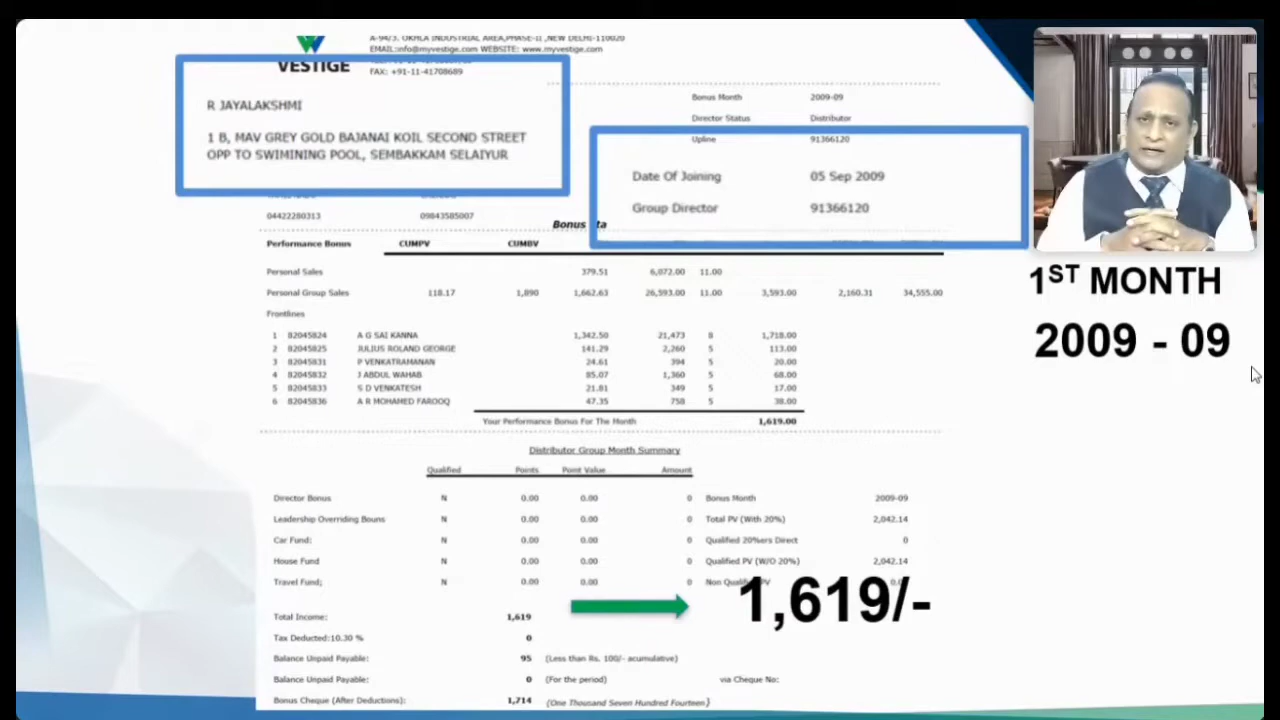 A-94/3, OKHLA INDUSTRIAL AREA,PHASE-II ,NEW DELHI-110020
EMAIL:info@myvestige.com WEBSITE: www.myvestige.com
VESTIGE
FAX: +91-11-41708689
R JAYALAKSHMI
1 B, MAV GREY GOLD BAJANAI KOIL SECOND STREET
OPP TO SWIMINING POOL, SEMBAKKAM SELAIYUR
04422280313 09843585007
Bonus Month 2009-09
Director Status Distributor
Upline 91366120
Date Of Joining 05 Sep 2009
Group Director 91366120
1ST MONTH
2009 - 09
Bonus ta
Performance Bonus CUMPV CUMBV
Personal Sales 379.51 6,072.00 11.00
Personal Group Sales 118.17 1,890 1,662.63 26,593.00 11.00 3,593.00 2,160.31 34,555.00
Frontlines
1 82045824 A G SAI KANNA 1,342.50 21,473 8 1,718.00
2 82045825 JULIUS ROLAND GEORGE 141.29 2,260 5 113.00
3 82045831 P VENKATRAMANAN 24.61 394 5 20.00
4 82045832 J ABDUL WAHAB 85.07 1,360 5 68.00
5 82045833 S D VENKATESH 21.81 349 5 17.00
6 82045836 A R MOHAMED FAROOQ 47.35 758 5 38.00
Your Performance Bonus For The Month 1,619.00
Distributor Group Month Summary
Qualified Points Point Value Amount
Director Bonus N 0.00 0.00 0 Bonus Month 2009-09
Leadership Overriding Bouns N 0.00 0.00 0 Total PV (With 20%) 2,042.14
Car Fund: N 0.00 0.00 0 Qualified 20%ers Direct 0
House Fund N 0.00 0.00 0 Qualified PV (W/O 20%) 2,042.14
Travel Fund; N 0.00 0.00 0 Non Qualif PV 0.0
1,619/-
Total Income: 1,619
Tax Deducted:10.30 % 0
Balance Unpaid Payable: 95 (Less than Rs. 100/- acumulative)
Balance Unpaid Payable: 0 (For the period) via Cheque No:
Bonus Cheque (After Deductions): 1,714 (One Thousand Seven Hundred Fourteen)